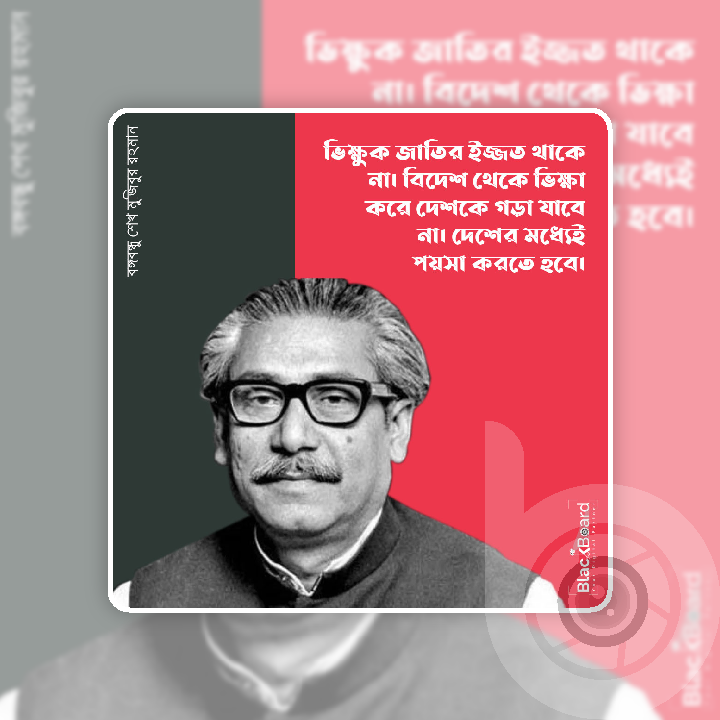 ভিক্ষুক জাতির ইজ্জত থাকে
না। বিদেশ থেকে ভিক্ষা
করে দেশকে গড়া যাবে
না। দেশের মধ্যেই
পয়সা করতে হবে।
বঙ্গবন্ধু শেখ মুজিবুর রহমান
BlackBoard